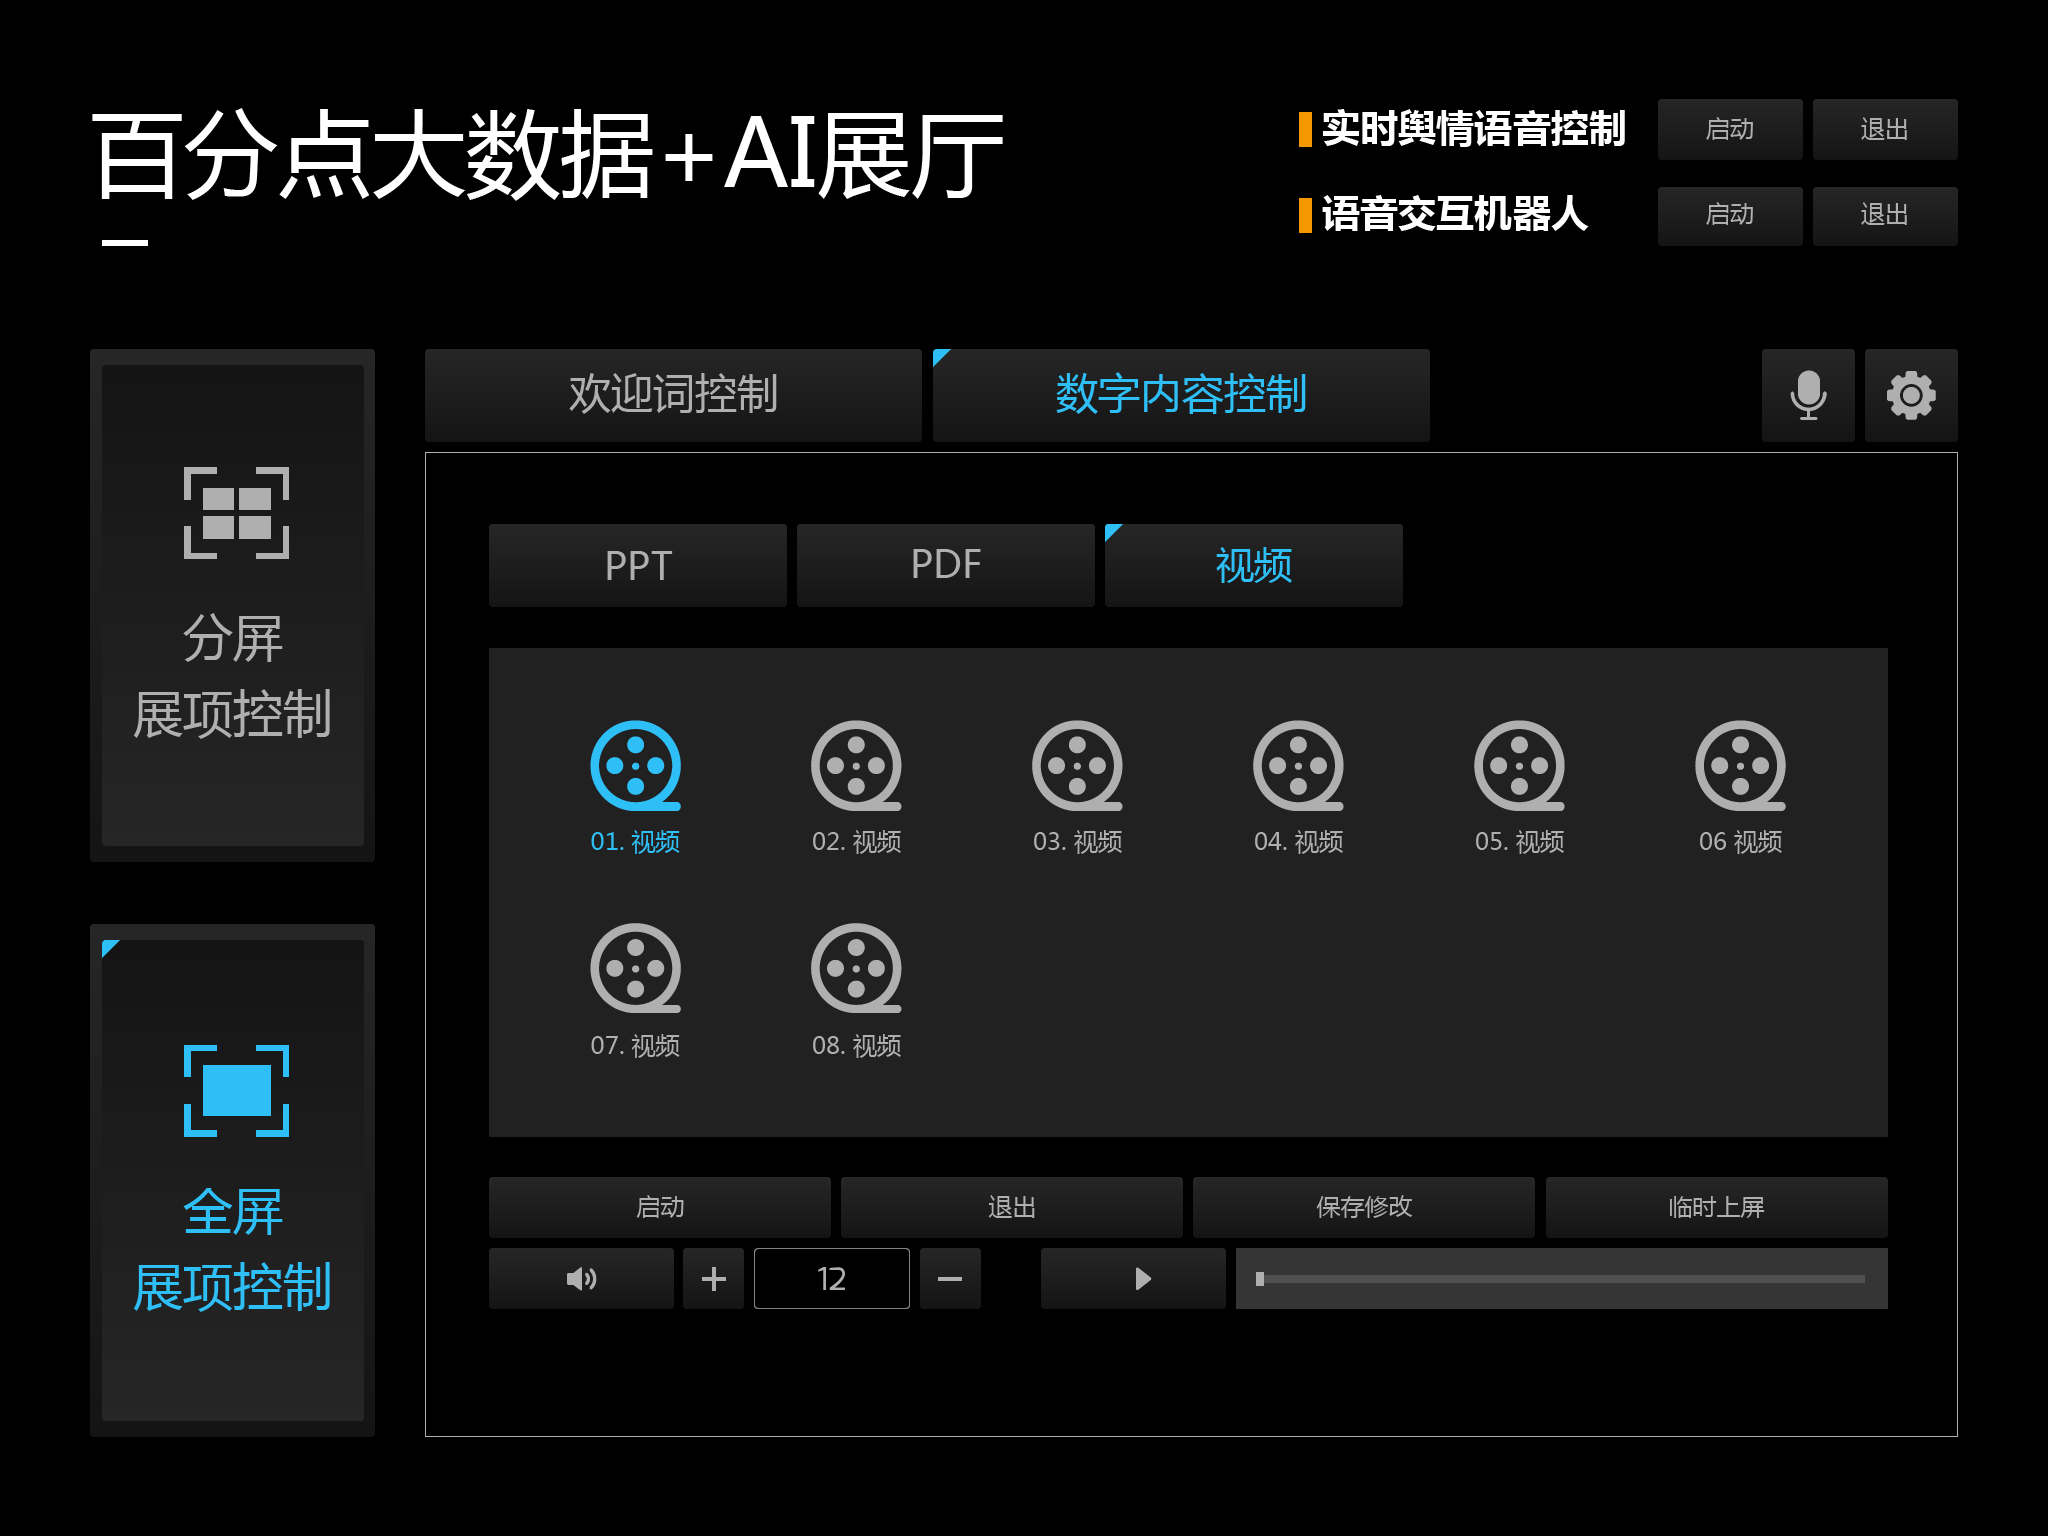 百分点大数据+AI展厅
实时舆情语音控制 启动 退出
语音交互机器人 启动 退出
欢迎词控制 数字内容控制
分屏
展项控制
全屏
展项控制
PPT PDF 视频
01. 视频 02. 视频 03. 视频 04. 视频 05. 视频 06 视频
07. 视频 08. 视频
启动 退出 保存修改 临时上屏
12